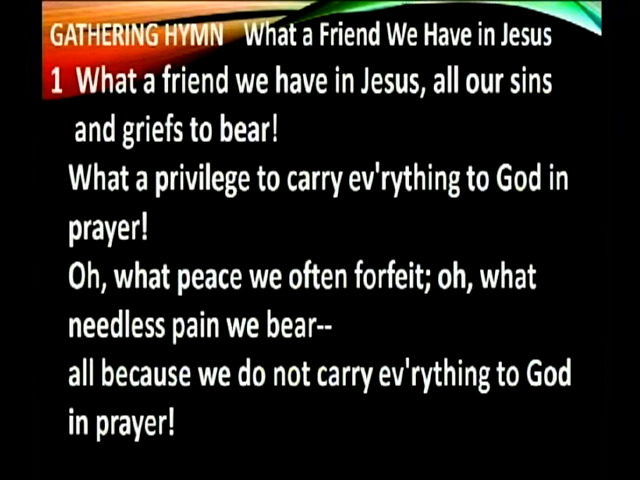 GATHERING HYMN What a Friend We Have in Jesus
1 What a friend we have in Jesus, all our sins
and griefs to bear!
What a privilege to carry ev'rything to God in
prayer!
Oh, what peace we often forfeit; oh, what
needless pain we bear--
all because we do not carry ev'rything to God
in prayer!